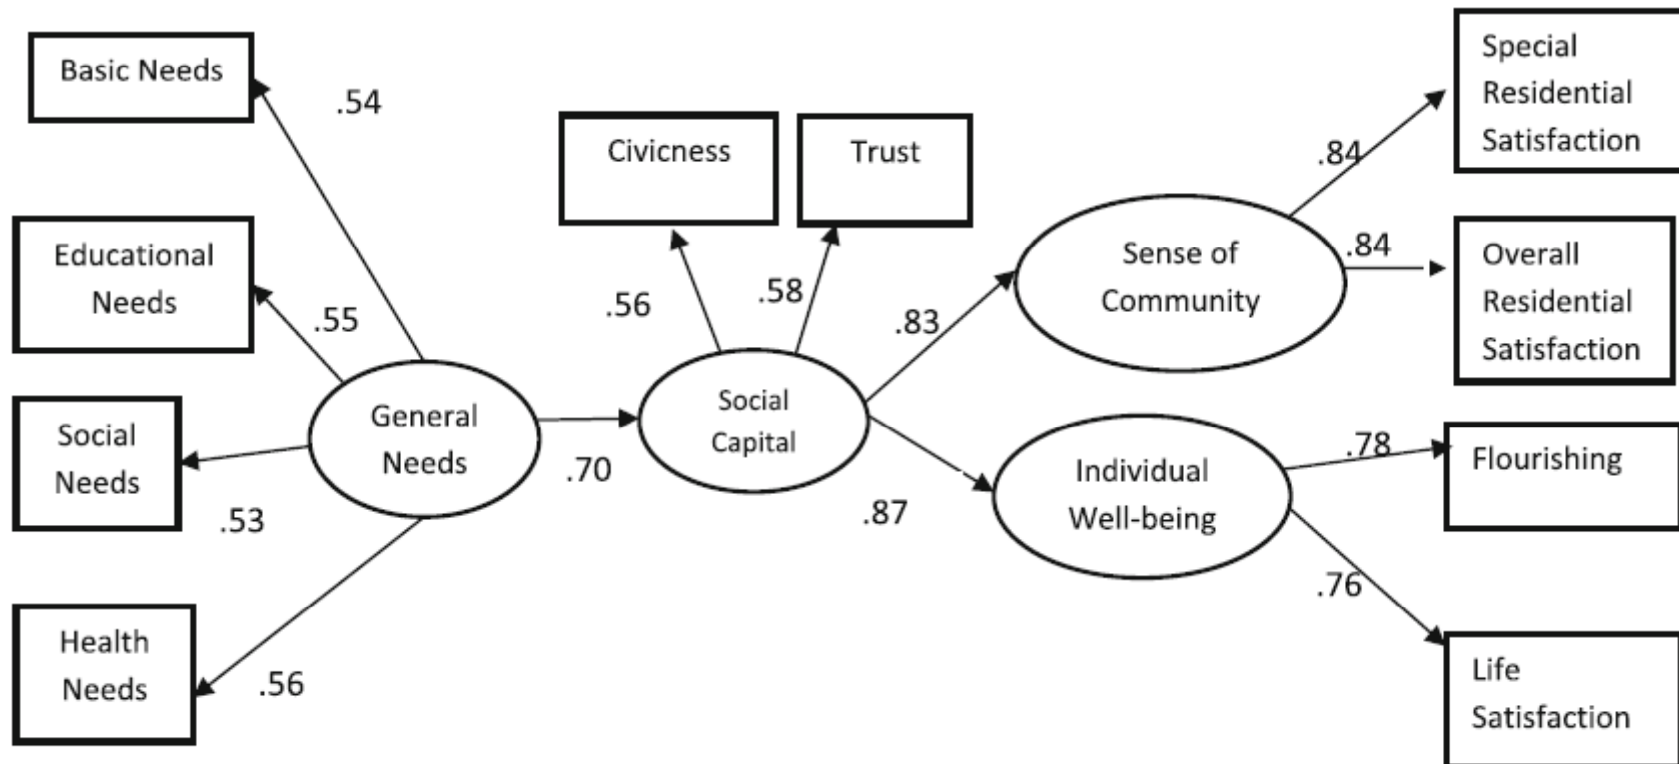 Basic Needs
.54
Educational
Needs
.55
Social
Needs
.53
Health
Needs
.56
General
Needs
.70
Civicness
Trust
.56
.58
Social
Capital
.83
.87
Sense of
Community
Individual
Well-being
.84
.84
.78
.76
Special
Residential
Satisfaction
Overall
Residential
Satisfaction
Flourishing
Life
Satisfaction